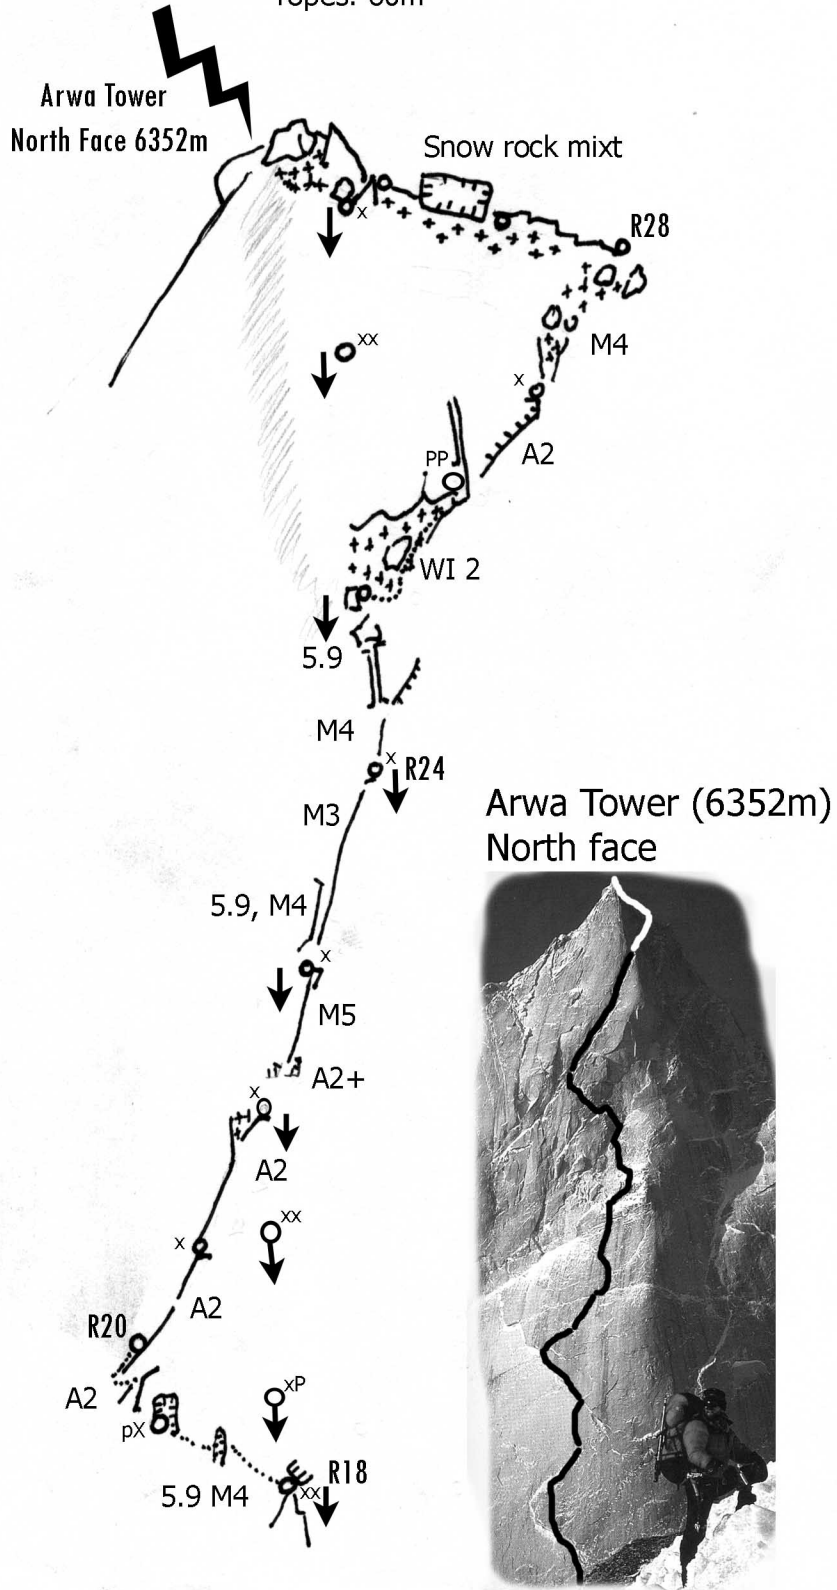 ropes: 60m
Arwa Tower
North Face 6352m
Snow rock mixt
R28
x
xx
M4
x
A2
PP
WI 2
5.9
M4
x
R24
M3
5.9, M4
x
M5
A2+
x
A2
xx
x
A2
R20
A2
xP
pX
R18
xx
5.9 M4
Arwa Tower (6352m)
North face